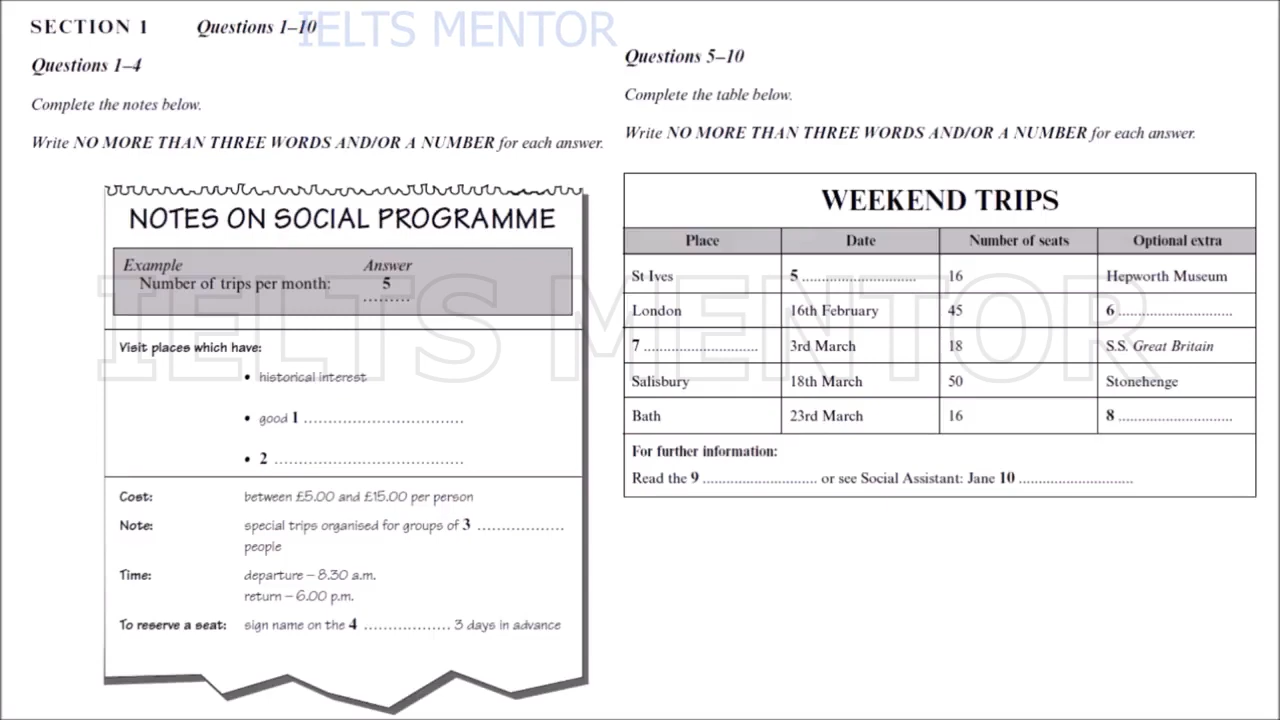 SECTION 1 Questions 1–10
IELTS MENTOR
Questions 1–4
Complete the notes below.
Write NO MORE THAN THREE WORDS AND/OR A NUMBER for each answer.
NOTES ON SOCIAL PROGRAMME
Example Answer
Number of trips per month: 5
.........
Visit places which have:
• historical interest
• good 1 ................................
• 2 ......................................
Cost: between £5.00 and £15.00 per person
Note: special trips organised for groups of 3 ..................
people
Time: departure – 8.30 a.m.
return – 6.00 p.m.
To reserve a seat: sign name on the 4 .................. 3 days in advance
Questions 5–10
Complete the table below.
Write NO MORE THAN THREE WORDS AND/OR A NUMBER for each answer.
WEEKEND TRIPS
Place Date Number of seats Optional extra
St Ives 5 ............................. 16 Hepworth Museum
London 16th February 45 6 .............................
7 ............................. 3rd March 18 S.S. Great Britain
Salisbury 18th March 50 Stonehenge
Bath 23rd March 16 8 .............................
For further information:
Read the 9 ............................. or see Social Assistant: Jane 10 .............................
IELTS MENTOR